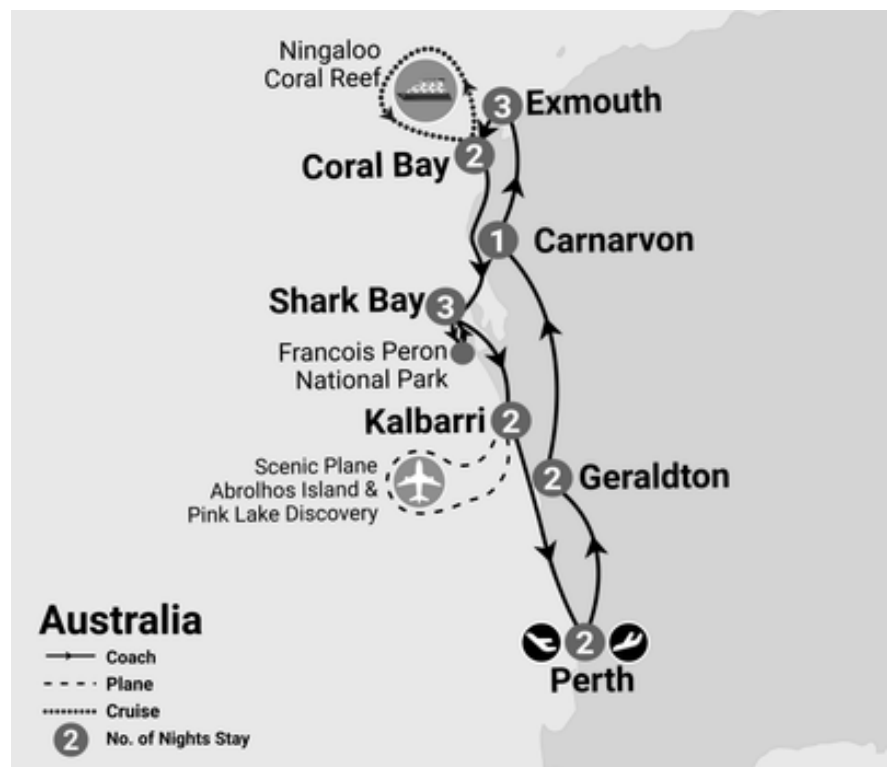 Ningaloo
Coral Reef
3 Exmouth
Coral Bay 2
1 Carnarvon
Shark Bay 3
Francois Peron
National Park
Kalbarri 2
Scenic Plane
Abrolhos Island &
Pink Lake Discovery
2 Geraldton
2
Perth
Australia
Coach
Plane
Cruise
2 No. of Nights Stay